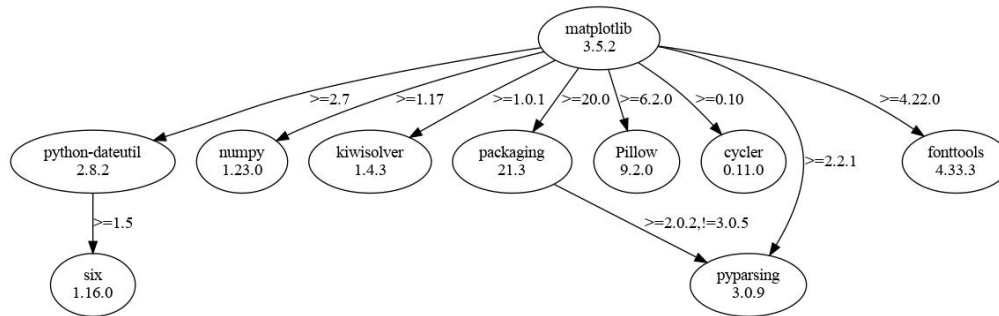 matplotlib
3.5.2
>=2.7
>=1.17
>=1.0.1
>=20.0
>=6.2.0
>=0.10
>=4.22.0
python-dateutil
2.8.2
numpy
1.23.0
kiwisolver
1.4.3
packaging
21.3
Pillow
9.2.0
cycler
0.11.0
>=2.2.1
fonttools
4.33.3
>=1.5
>=2.0.2,!=3.0.5
six
1.16.0
pyparsing
3.0.9